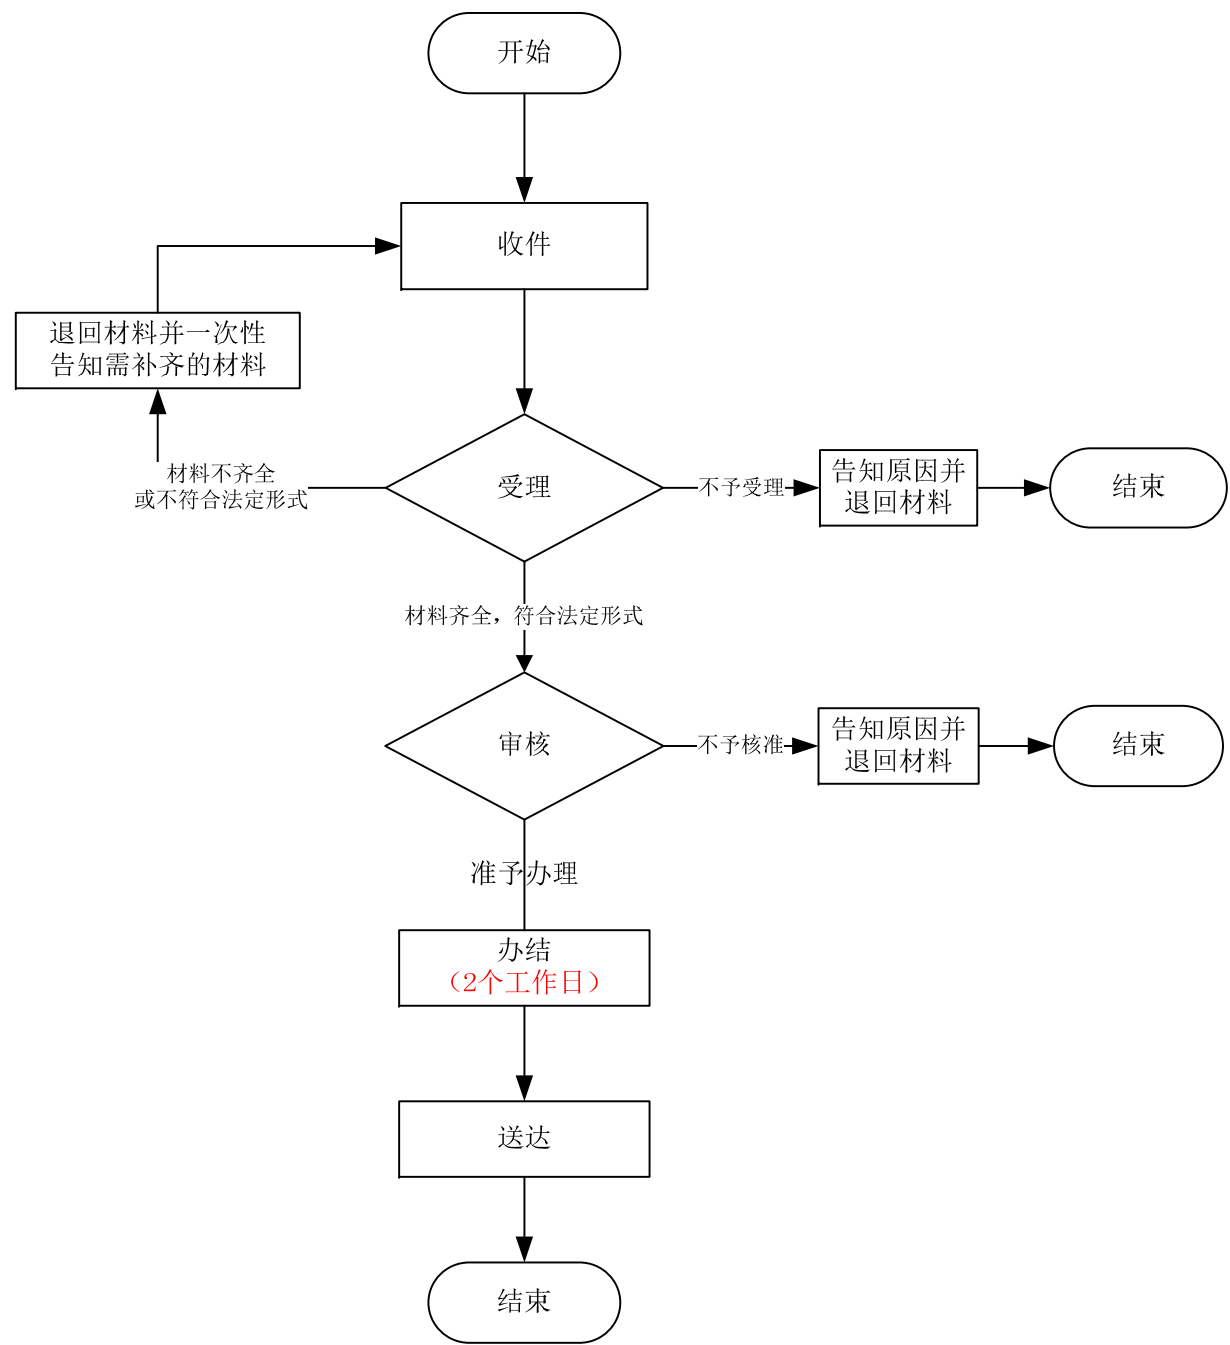 开始
收件
退回材料并一次性
告知需补齐的材料
材料不齐全
或不符合法定形式
受理
不予受理
告知原因并
退回材料
结束
材料齐全，符合法定形式
审核
不予核准
告知原因并
退回材料
结束
准予办理
办结
（2个工作日）
送达
结束